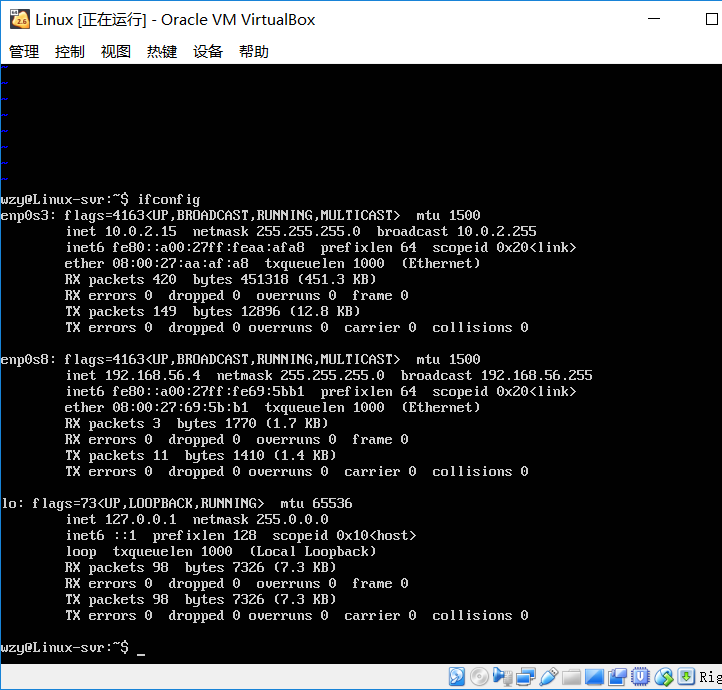 Linux [正在运行] - Oracle VM VirtualBox
管理 控制 视图 热键 设备 帮助
wzy@Linux-svr:~$ ifconfig
enp0s3: flags=4163<UP,BROADCAST,RUNNING,MULTICAST>  mtu 1500
        inet 10.0.2.15  netmask 255.255.255.0  broadcast 10.0.2.255
        inet6 fe80::a00:27ff:feaa:afa8  prefixlen 64  scopeid 0x20<link>
        ether 08:00:27:aa:af:a8  txqueuelen 1000  (Ethernet)
        RX packets 420  bytes 451318 (451.3 KB)
        RX errors 0  dropped 0  overruns 0  frame 0
        TX packets 149  bytes 12896 (12.8 KB)
        TX errors 0  dropped 0 overruns 0  carrier 0  collisions 0
enp0s8: flags=4163<UP,BROADCAST,RUNNING,MULTICAST>  mtu 1500
        inet 192.168.56.4  netmask 255.255.255.0  broadcast 192.168.56.255
        inet6 fe80::a00:27ff:fe69:5bb1  prefixlen 64  scopeid 0x20<link>
        ether 08:00:27:69:5b:b1  txqueuelen 1000  (Ethernet)
        RX packets 3  bytes 1770 (1.7 KB)
        RX errors 0  dropped 0  overruns 0  frame 0
        TX packets 11  bytes 1410 (1.4 KB)
        TX errors 0  dropped 0 overruns 0  carrier 0  collisions 0
lo: flags=73<UP,LOOPBACK,RUNNING>  mtu 65536
        inet 127.0.0.1  netmask 255.0.0.0
        inet6 ::1  prefixlen 128  scopeid 0x10<host>
        loop  txqueuelen 1000  (Local Loopback)
        RX packets 98  bytes 7326 (7.3 KB)
        RX errors 0  dropped 0  overruns 0  frame 0
        TX packets 98  bytes 7326 (7.3 KB)
        TX errors 0  dropped 0 overruns 0  carrier 0  collisions 0
wzy@Linux-svr:~$ _
Rig